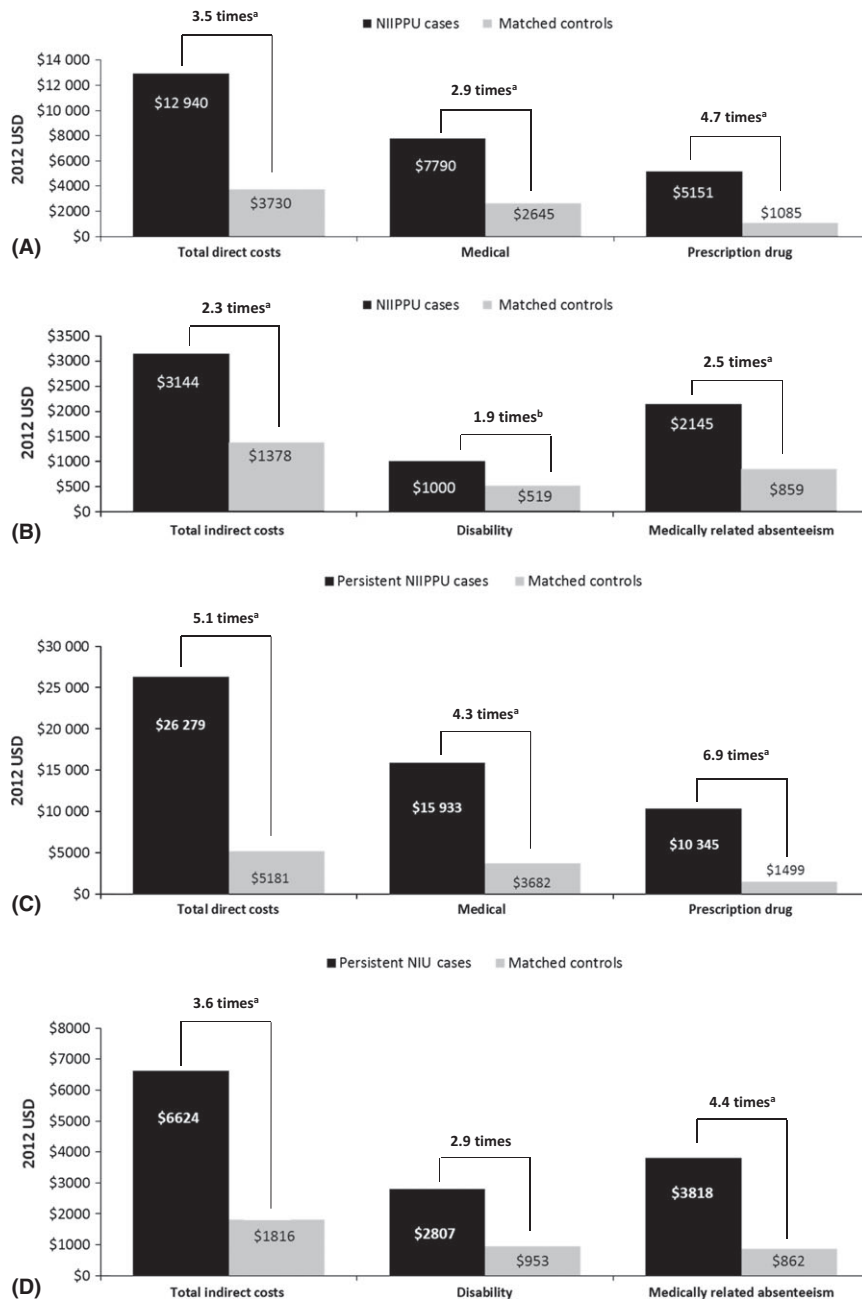 NIIPPU cases Matched controls
3.5 times^a
$14 000
$12 000
$10 000
$8000
$6000
$4000
$2000
$0
2012 USD
2.9 times^a
4.7 times^a
$12 940
$3730
$7790
$2645
$5151
$1085
(A)
Total direct costs Medical Prescription drug
NIIPPU cases Matched controls
2.3 times^a
$3500
$3000
$2500
$2000
$1500
$1000
$500
$0
2012 USD
1.9 times^b
2.5 times^a
$3144
$1378
$1000
$519
$2145
$859
(B)
Total indirect costs Disability Medically related absenteeism
Persistent NIIPPU cases Matched controls
5.1 times^a
$30 000
$25 000
$20 000
$15 000
$10 000
$5000
$0
2012 USD
4.3 times^a
6.9 times^a
$26 279
$5181
$15 933
$3682
$10 345
$1499
(C)
Total direct costs Medical Prescription drug
Persistent NIU cases Matched controls
3.6 times^a
$8000
$7000
$6000
$5000
$4000
$3000
$2000
$1000
$0
2012 USD
2.9 times
4.4 times^a
$6624
$1816
$2807
$953
$3818
$862
(D)
Total indirect costs Disability Medically related absenteeism